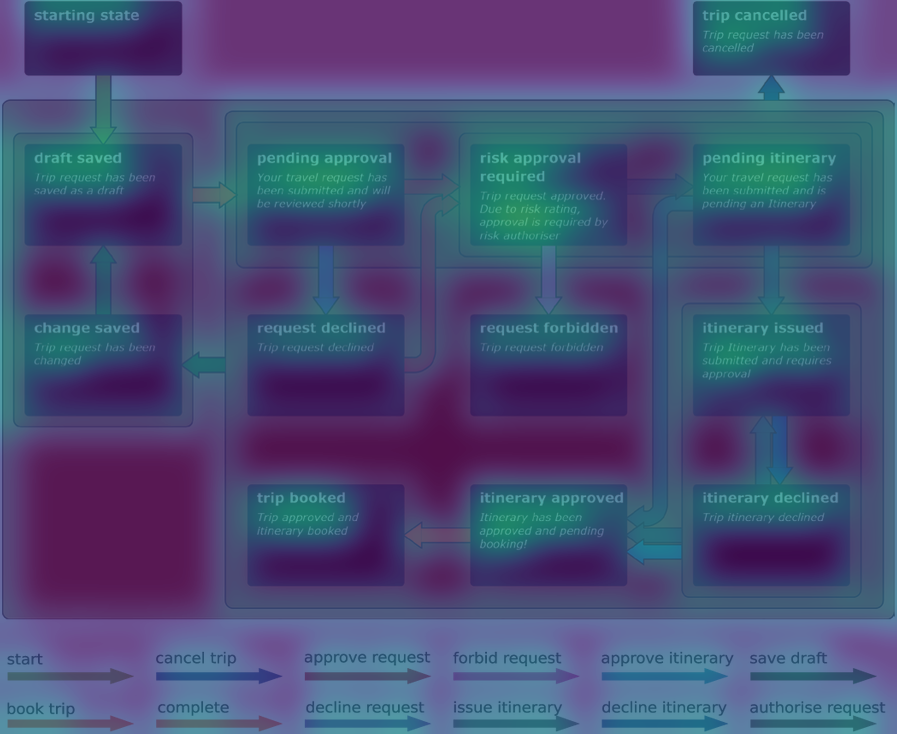 starting state
trip cancelled
Trip request has been
cancelled
draft saved
Trip request has been
saved as a draft
pending approval
Your travel request has
been submitted and will
be reviewed shortly
risk approval
required
Trip request approved.
Due to risk rating,
approval is required by
risk authoriser
pending itinerary
Your travel request has
been submitted and is
pending an Itinerary
change saved
Trip request has been
changed
request declined
Trip request declined
request forbidden
Trip request forbidden
itinerary issued
Trip Itinerary has been
submitted and requires
approval
trip booked
Trip approved and
itinerary booked
itinerary approved
Itinerary has been
approved and pending
booking!
itinerary declined
Trip itinerary declined
start
cancel trip
approve request
forbid request
approve itinerary
save draft
book trip
complete
decline request
issue itinerary
decline itinerary
authorise request